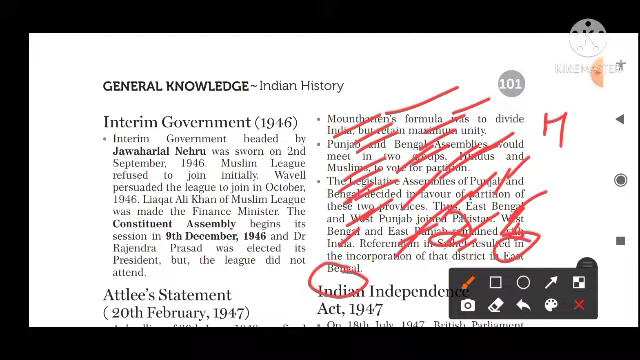 Made with
KINEMASTER
GENERAL KNOWLEDGE~Indian History
101
Interim Government (1946)
• Interim Government headed by
Jawaharlal Nehru was sworn on 2nd
September, 1946. Muslim League
refused to join initially. Wavell
persuaded the league to join in October,
1946. Liaqat Ali Khan of Muslim League
was made the Finance Minister. The
Constituent Assembly begins its
session in 9th December, 1946 and Dr
Rajendra Prasad was elected its
President, but, the league did not
attend.
Attlee's Statement
(20th February, 1947)
• Mounbatten's formula was to divide
India, but retain maximum unity.
• Punjab and Bengal Assemblies would
meet in two groups, Hindus and
Muslims, to vote for partition.
• The Legislative Assemblies of Punjab and
Bengal decided in favour of partition of
these two provinces. Thus, East Bengal
and West Punjab joined Pakistan. West
Bengal and East Punjab remained with
India. Referendum in Sylhet resulted in
the incorporation of that district in East
Bengal.
Indian Independence
Act, 1947
• On 18th July, 1947, British Parliament